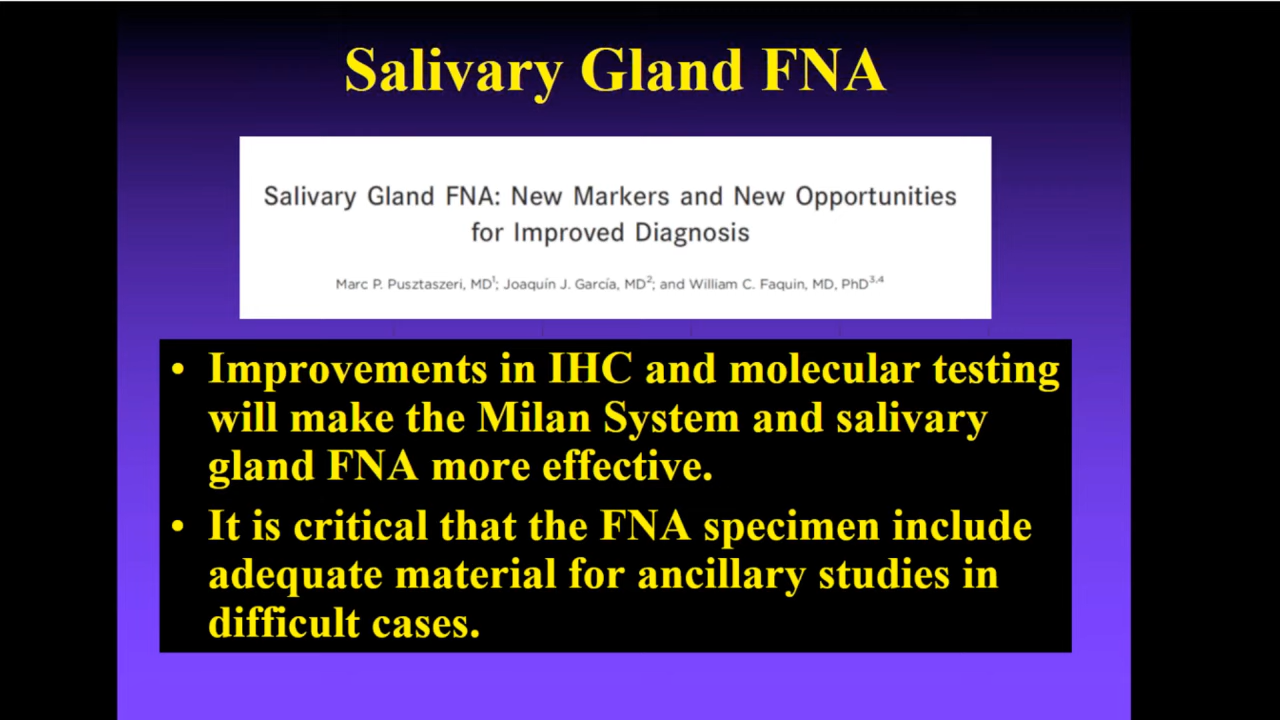 Salivary Gland FNA
Salivary Gland FNA: New Markers and New Opportunities
for Improved Diagnosis
Marc P. Pusztaszeri, MD¹; Joaquín J. García, MD²; and William C. Faquin, MD, PhD³,⁴
• Improvements in IHC and molecular testing
will make the Milan System and salivary
gland FNA more effective.
• It is critical that the FNA specimen include
adequate material for ancillary studies in
difficult cases.